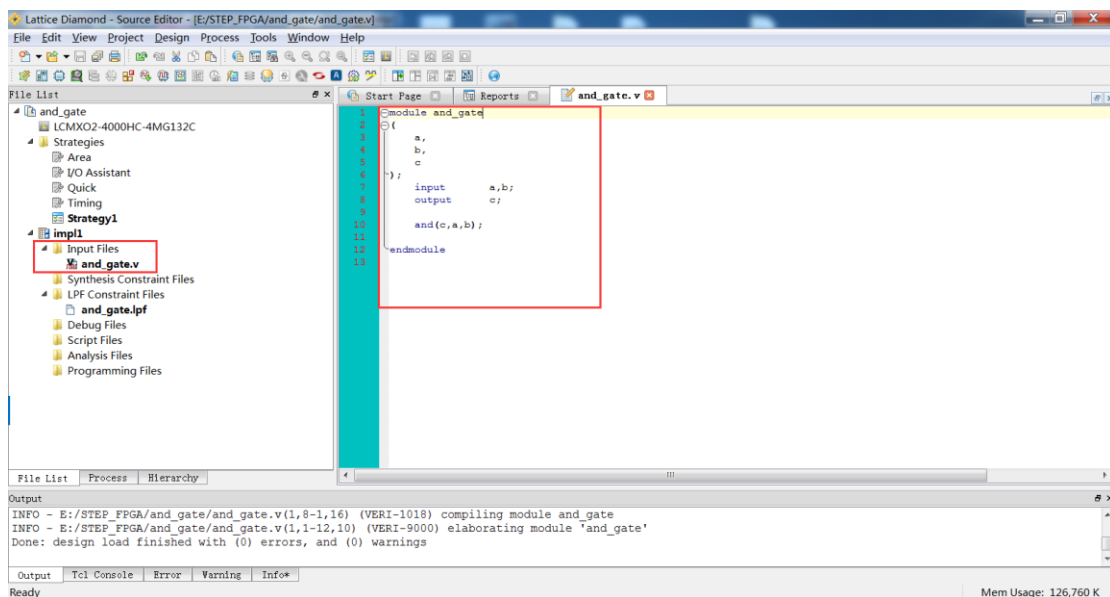 Lattice Diamond - Source Editor - [E:/STEP_FPGA/and_gate/and_gate.v]
File Edit View Project Design Process Tools Window Help
File List
Start Page Reports and_gate.v
and_gate
LCMXO2-4000HC-4MG132C
Strategies
Area
I/O Assistant
Quick
Timing
Strategy1
impl1
Input Files
and_gate.v
Synthesis Constraint Files
LPF Constraint Files
and_gate.lpf
Debug Files
Script Files
Analysis Files
Programming Files
1 module and_gate
2 (
3 a,
4 b,
5 c
6 );
7 input a,b;
8 output c;
9
10 and(c,a,b);
11
12 endmodule
13
File List Process Hierarchy
Output
INFO - E:/STEP_FPGA/and_gate/and_gate.v(1,8-1,16) (VERI-1018) compiling module and_gate
INFO - E:/STEP_FPGA/and_gate/and_gate.v(1,1-12,10) (VERI-9000) elaborating module 'and_gate'
Done: design load finished with (0) errors, and (0) warnings
Output Tcl Console Error Warning Info*
Ready Mem Usage: 126,760 K